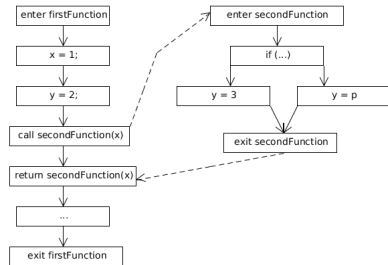 enter firstFunction
x = 1;
y = 2;
call secondFunction(x)
return secondFunction(x)
...
exit firstFunction
enter secondFunction
if (...)
y = 3
y = p
exit secondFunction